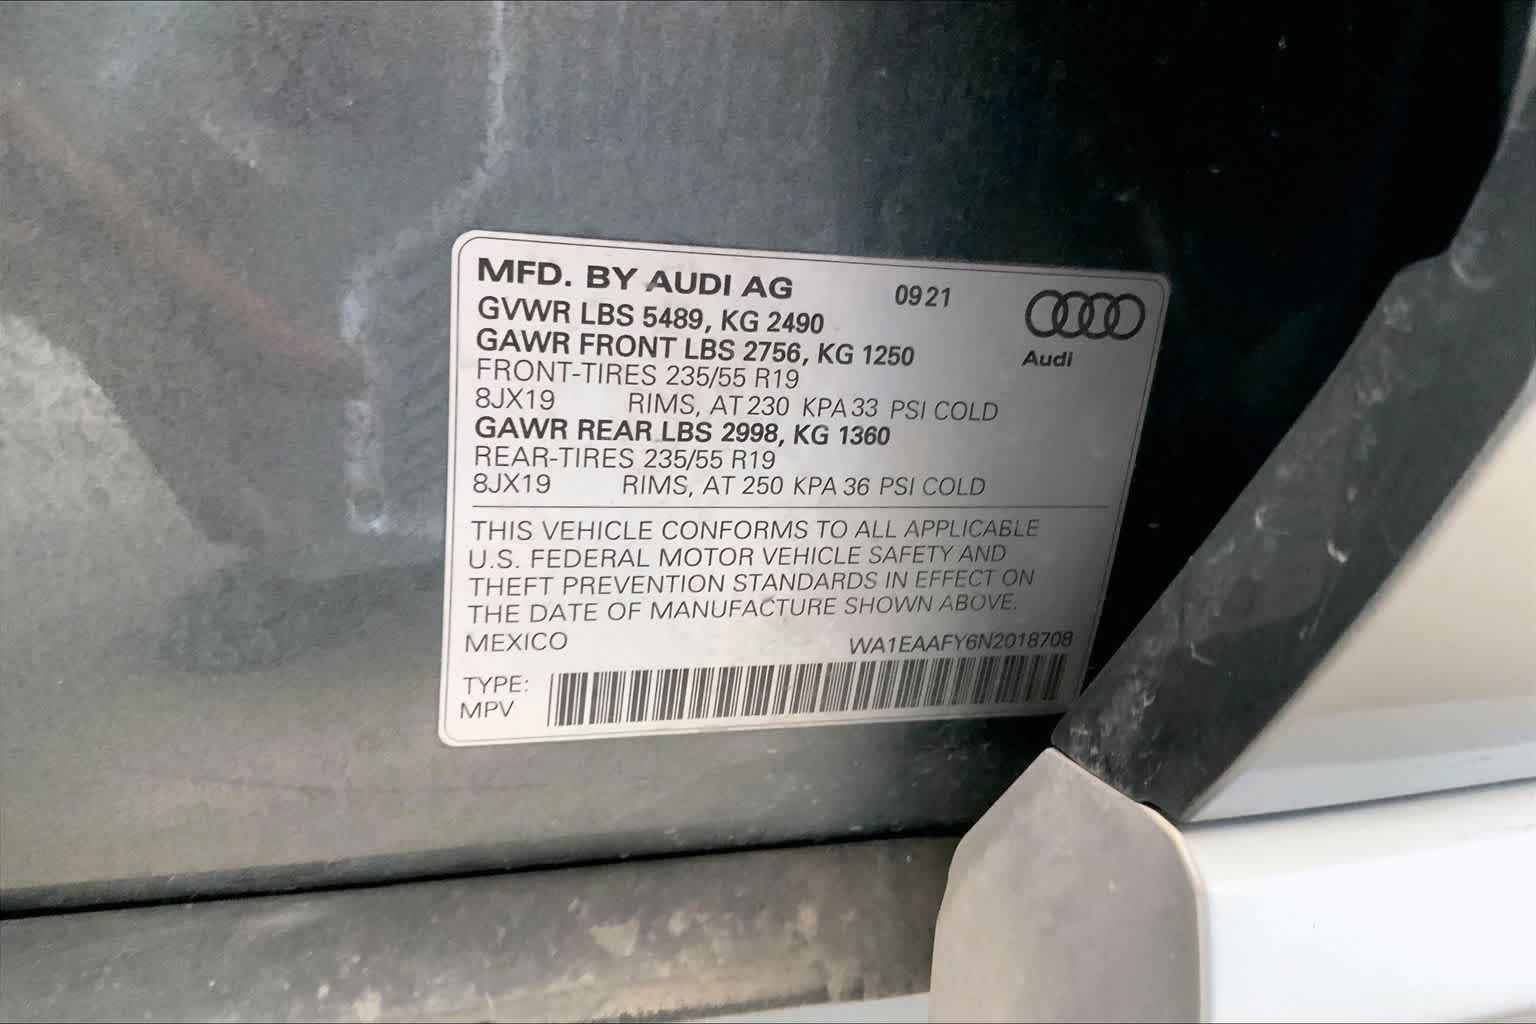 MFD. BY AUDI AG 09 21
GVWR LBS 5489, KG 2490
GAWR FRONT LBS 2756, KG 1250
Audi
FRONT-TIRES 235/55 R19
8JX19 RIMS, AT 230 KPA 33 PSI COLD
GAWR REAR LBS 2998, KG 1360
REAR-TIRES 235/55 R19
8JX19 RIMS, AT 250 KPA 36 PSI COLD
THIS VEHICLE CONFORMS TO ALL APPLICABLE
U.S. FEDERAL MOTOR VEHICLE SAFETY AND
THEFT PREVENTION STANDARDS IN EFFECT ON
THE DATE OF MANUFACTURE SHOWN ABOVE.
MEXICO WA1EAAFY6N2018708
TYPE:
MPV